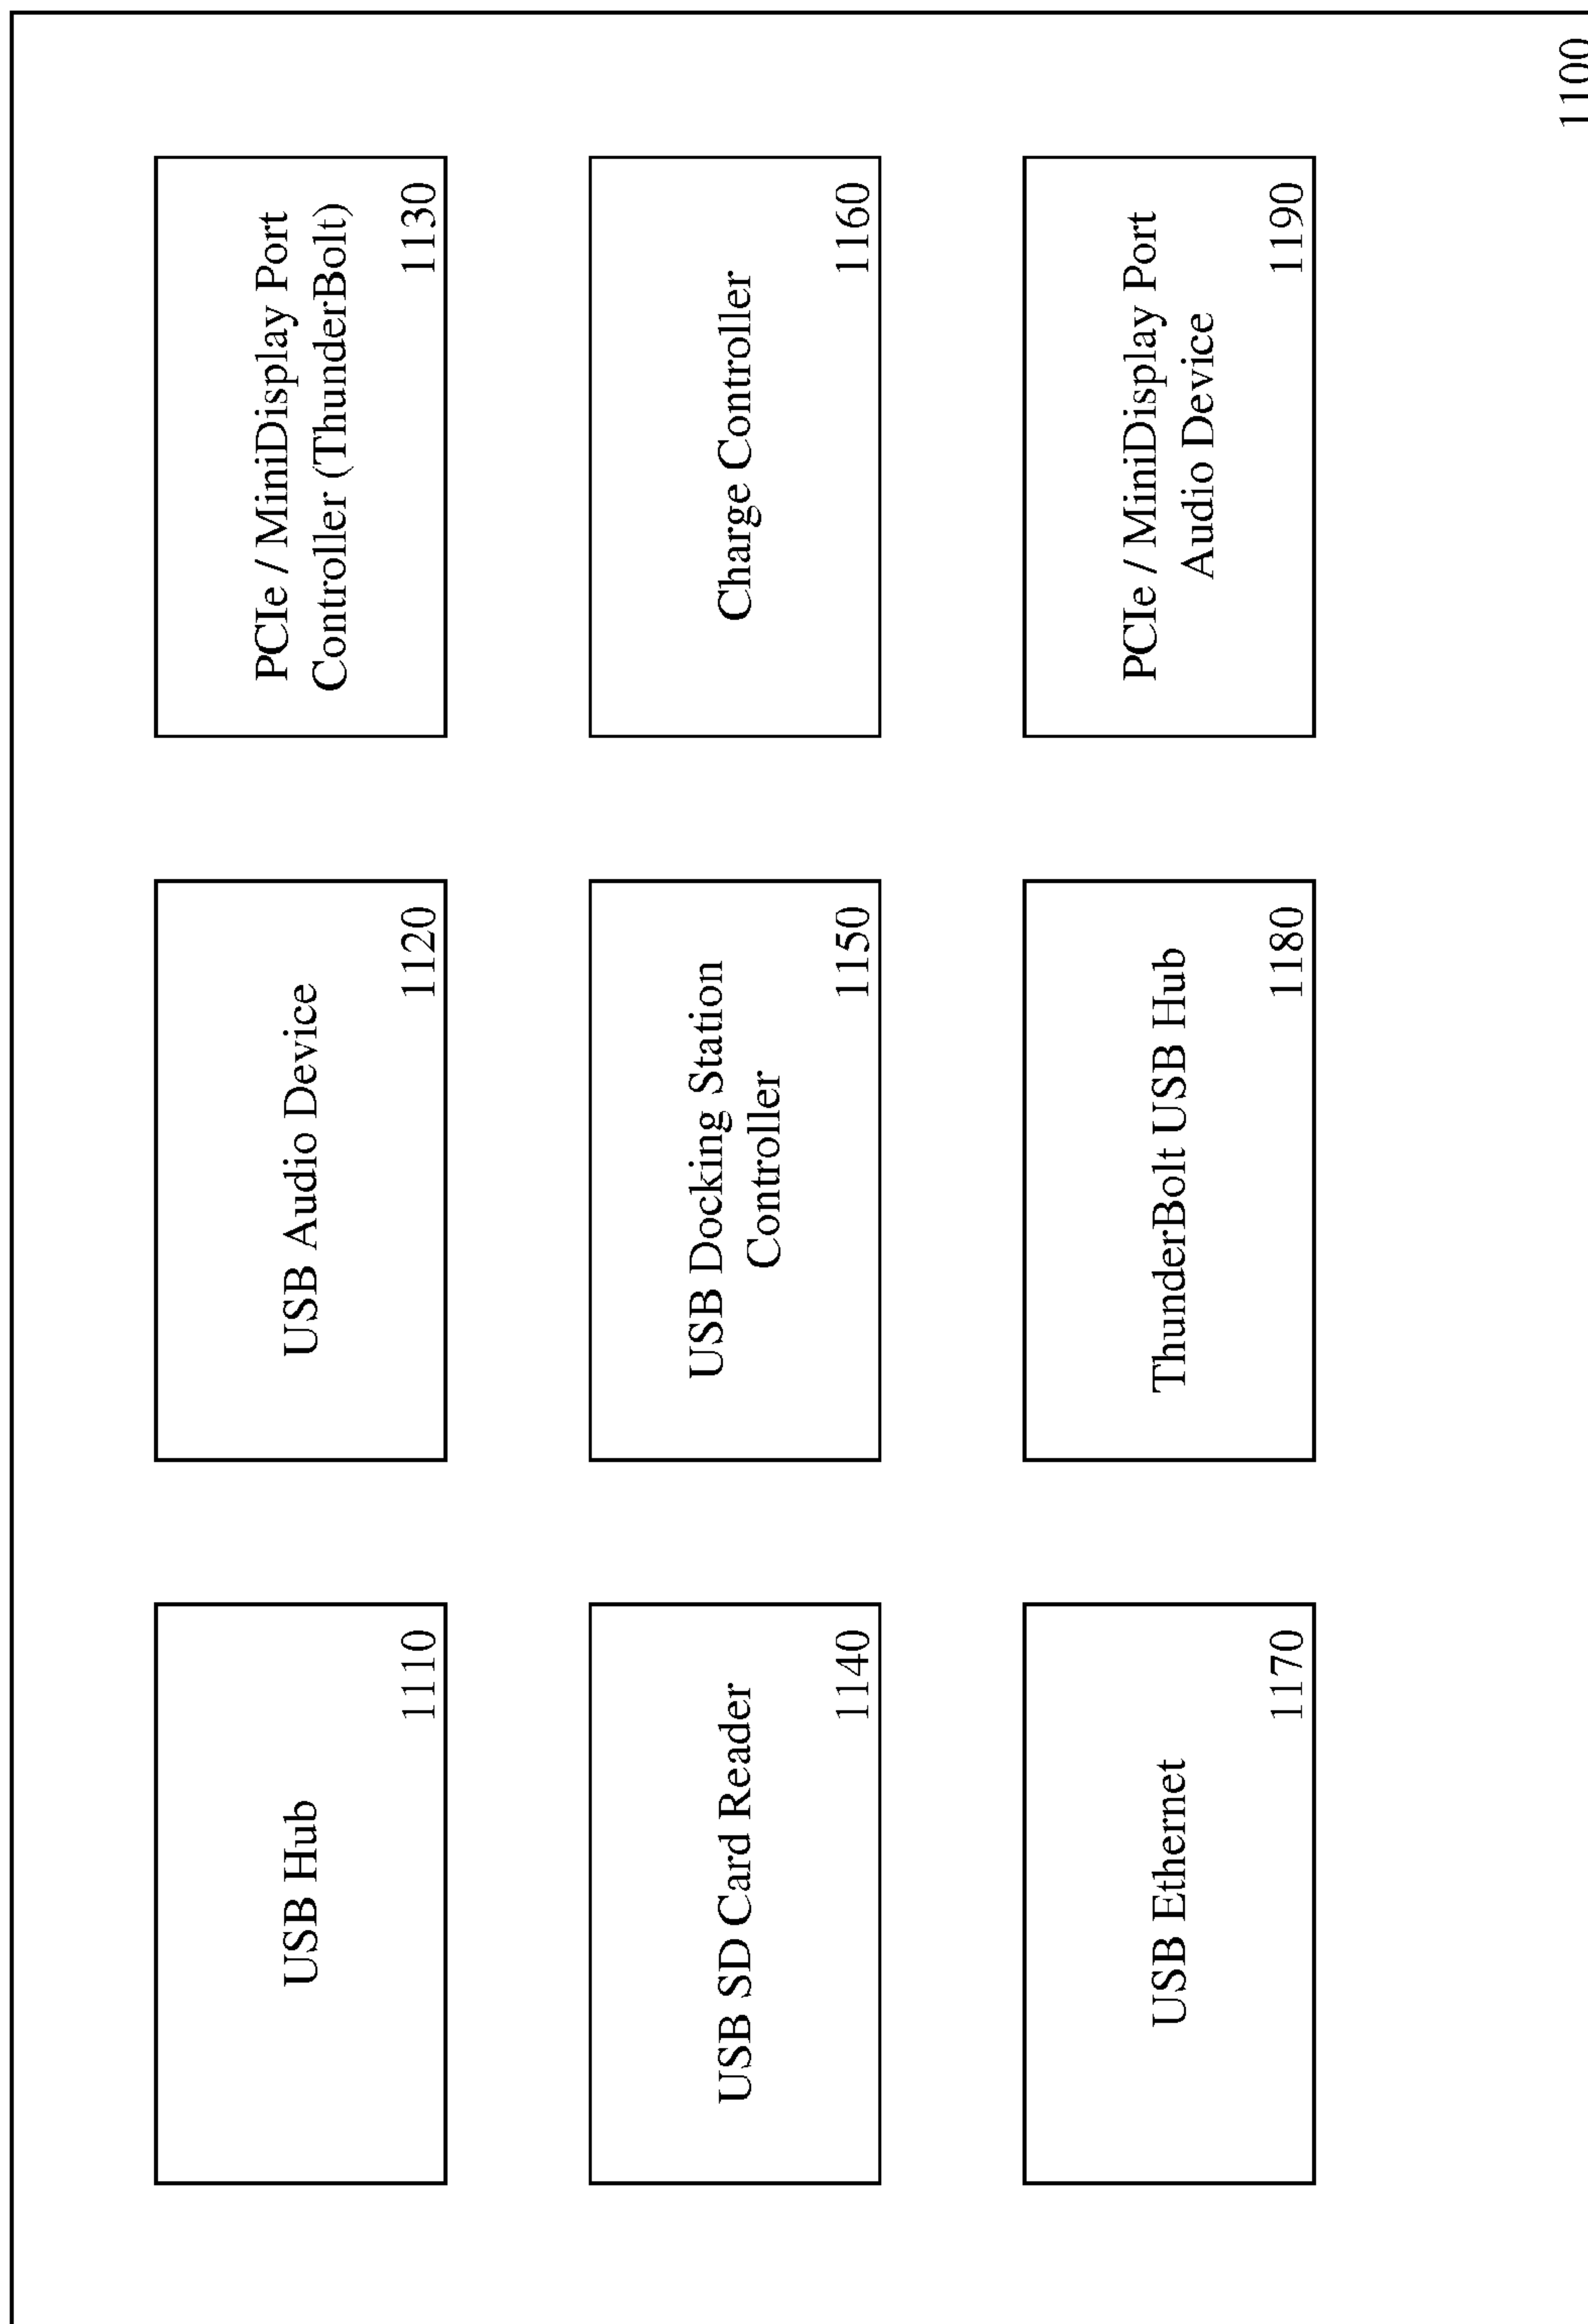 USB Hub
1110
USB Audio Device
1120
PCIe / MiniDisplay Port
Controller (ThunderBolt)
1130
USB SD Card Reader
1140
USB Docking Station
Controller
1150
Charge Controller
1160
USB Ethernet
1170
ThunderBolt USB Hub
1180
PCIe / MiniDisplay Port
Audio Device
1190
1100